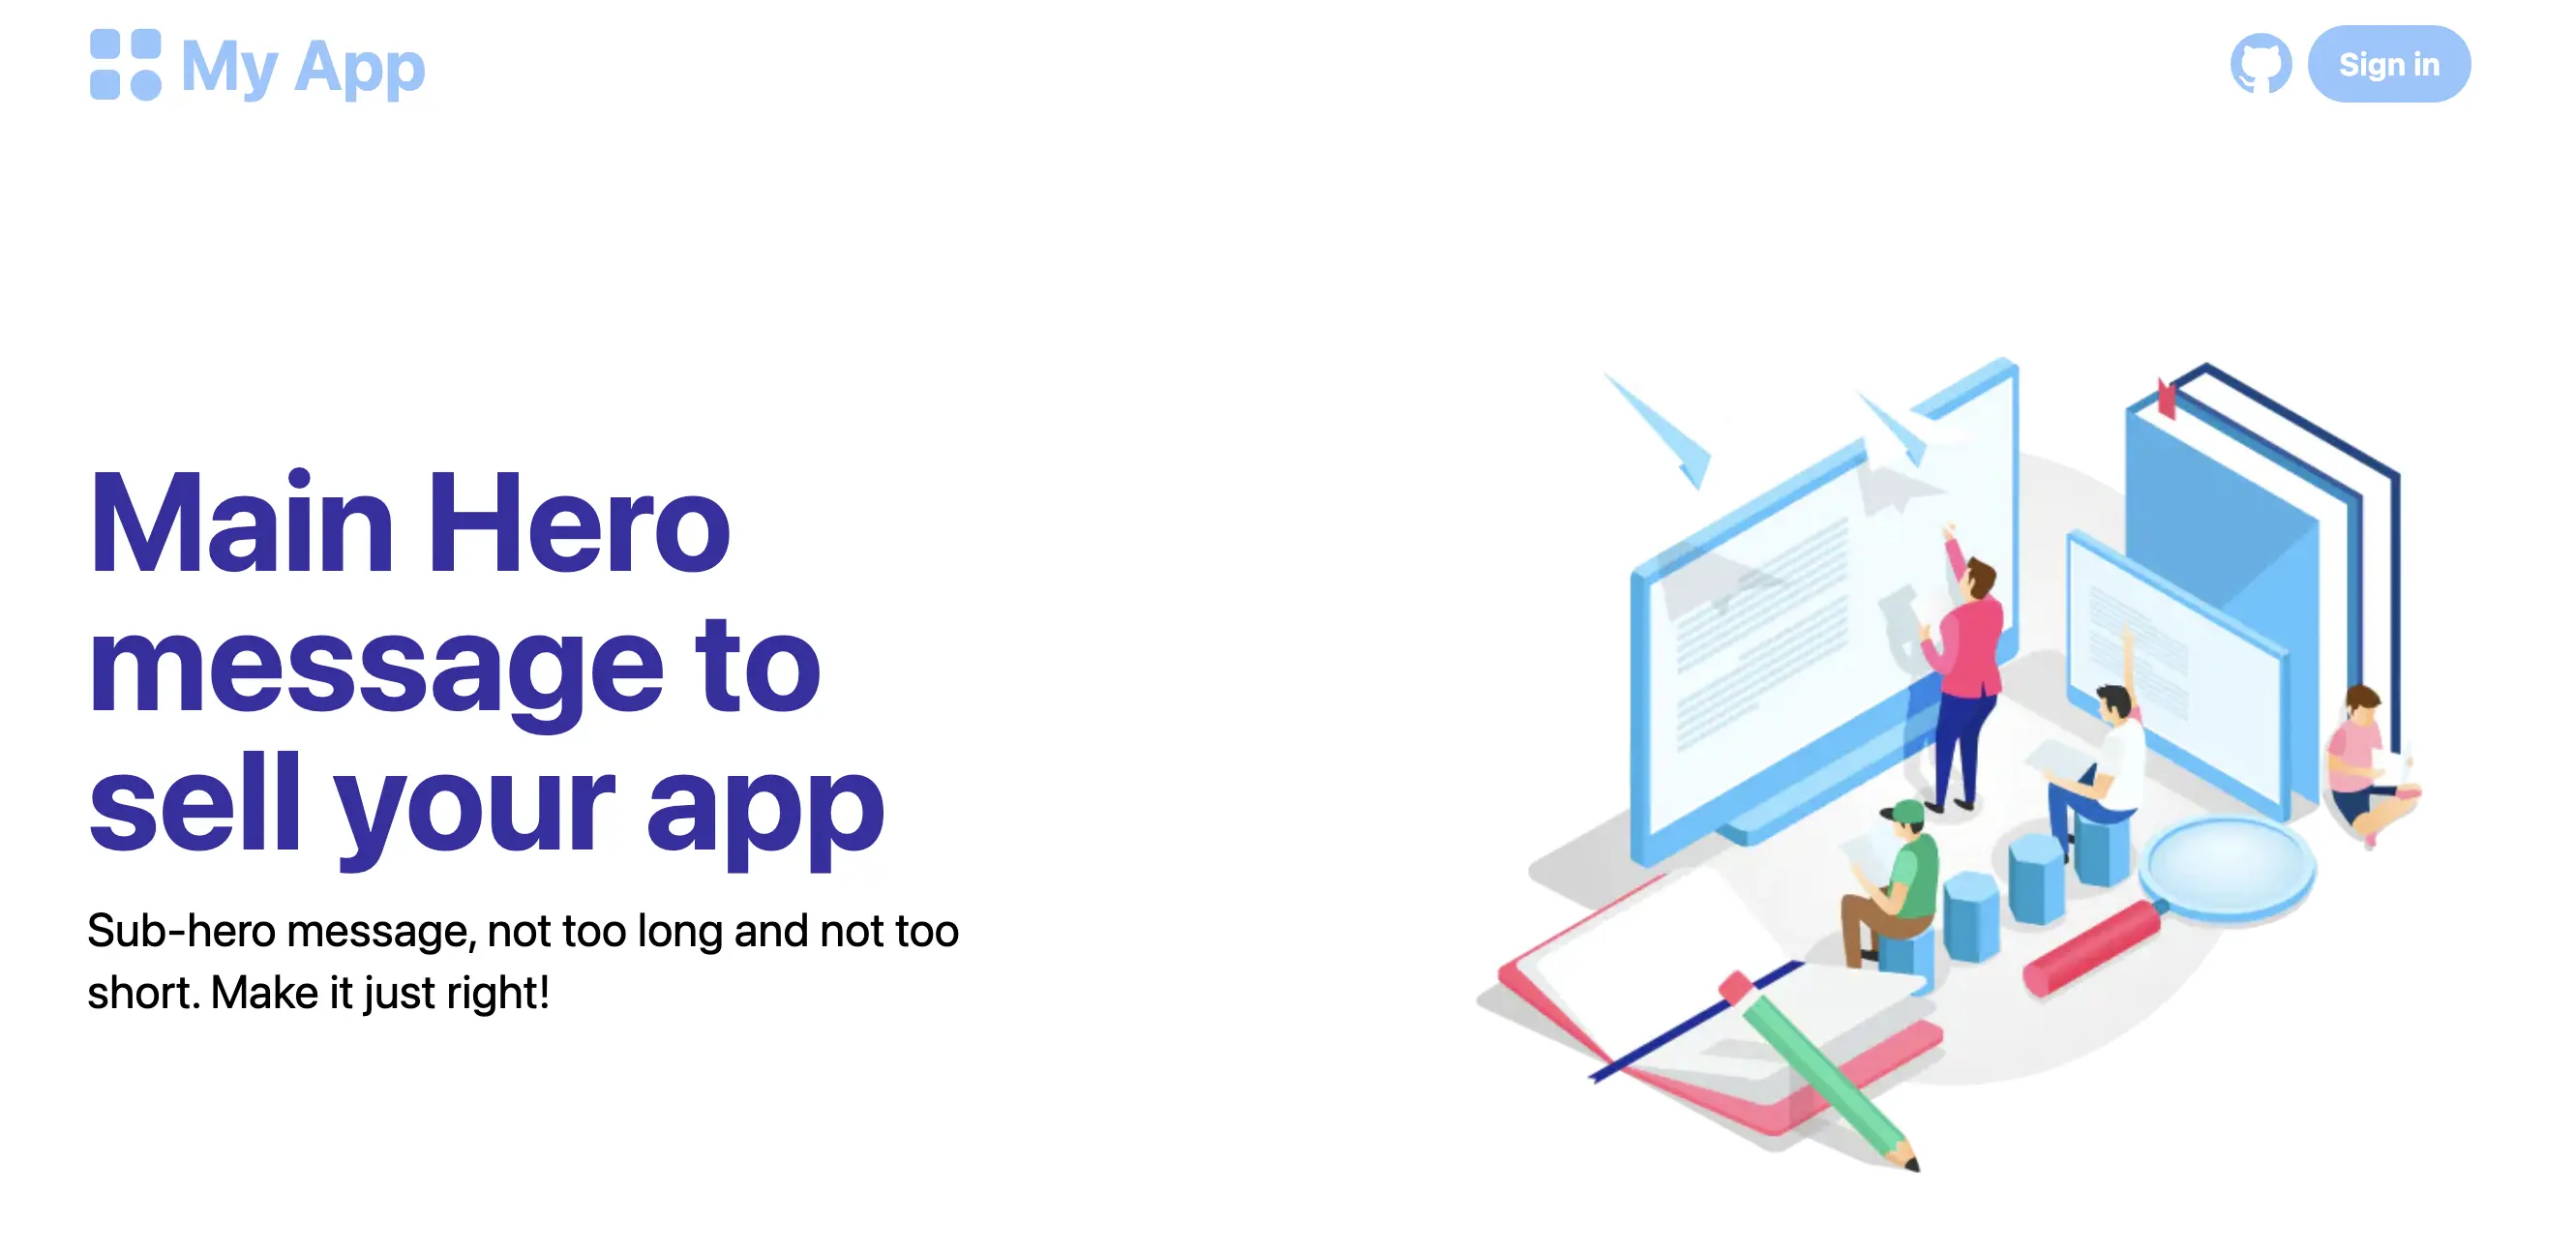 My App
Sign in
Main Hero
message to
sell your app
Sub-hero message, not too long and not too
short. Make it just right!